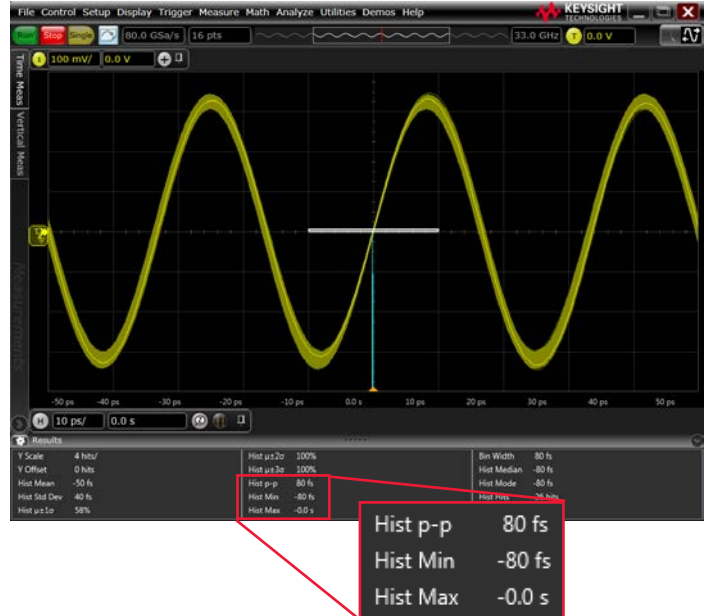 File Control Setup Display Trigger Measure Math Analyze Utilities Demos Help
KEYSIGHT
TECHNOLOGIES
Run Stop Single 80.0 GSa/s 16 pts 33.0 GHz T 0.0 V
1 100 mV/ 0.0 V
Time Meas
Vertical Meas
Measurements
-50 ps -40 ps -30 ps -20 ps -10 ps 0.0 s 10 ps 20 ps 30 ps 40 ps 50 ps
H 10 ps/ 0.0 s
Results
Y Scale 4 hits/ Hist µ±2σ 100% Bin Width 80 fs
Y Offset 0 hits Hist µ±3σ 100% Hist Median -80 fs
Hist Mean -50 fs Hist p-p 80 fs Hist Mode -80 fs
Hist Std Dev 40 fs Hist Min -80 fs Hist Hits hits
Hist µ±1σ 58% Hist Max -0.0 s
Hist p-p 80 fs
Hist Min -80 fs
Hist Max -0.0 s